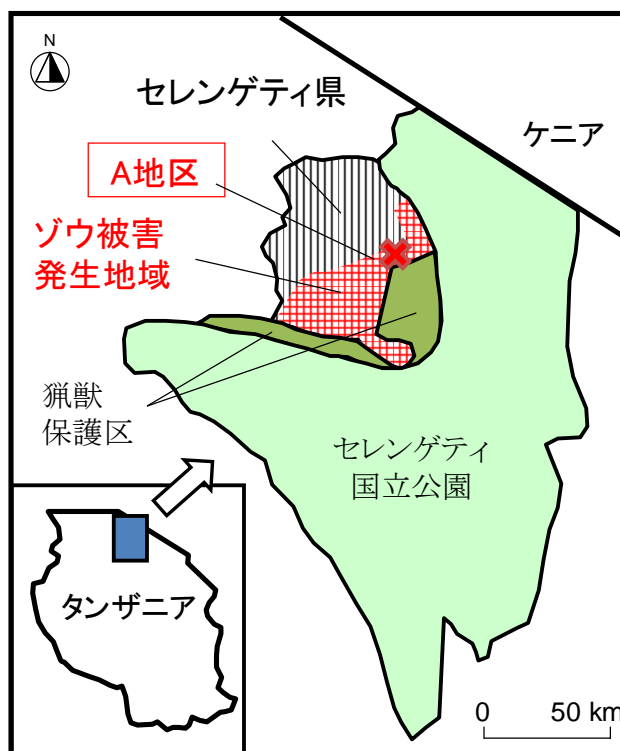 N
セレンゲティ県
ケニア
A地区
ゾウ被害
発生地域
猟獣
保護区
セレンゲティ
国立公園
タンザニア
0 50 km